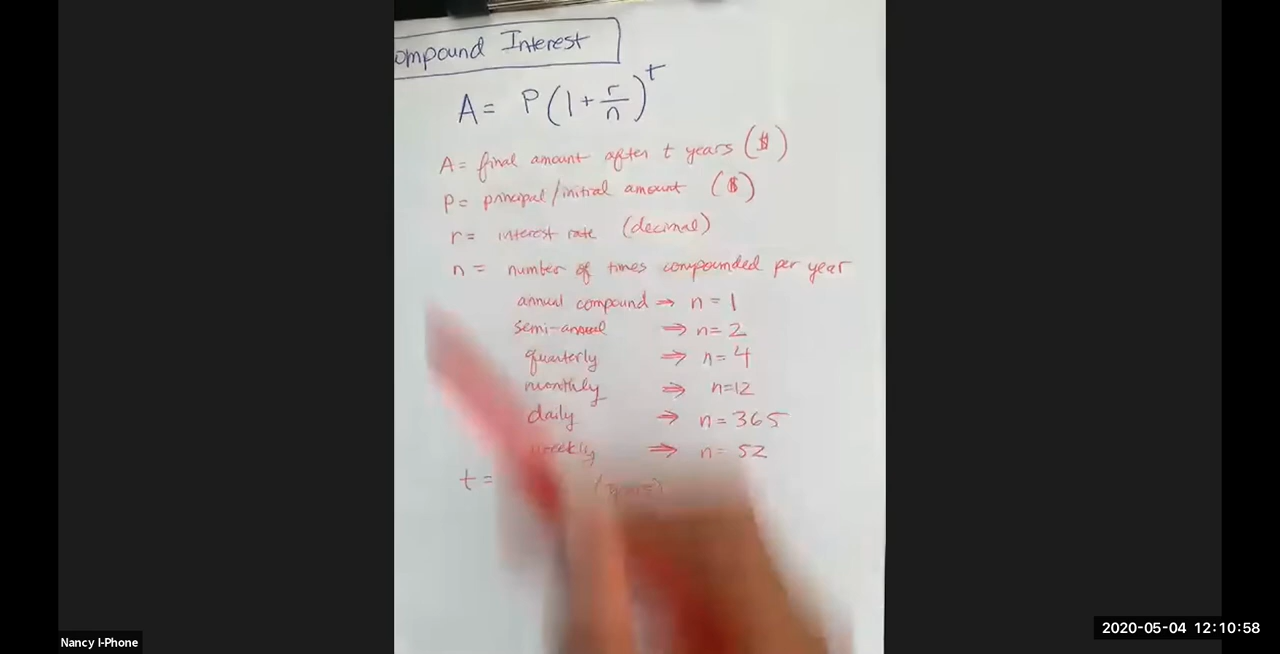 ompound Interest
A = P(1 + r/n)^t
A = final amount after t years ($)
P = principal/initial amount ($)
r = interest rate (decimal)
n = number of times compounded per year
annual compound ⇒ n = 1
semi-annual ⇒ n = 2
quarterly ⇒ n = 4
monthly ⇒ n = 12
daily ⇒ n = 365
weekly ⇒ n = 52
t =
Nancy I-Phone
2020-05-04 12:10:58